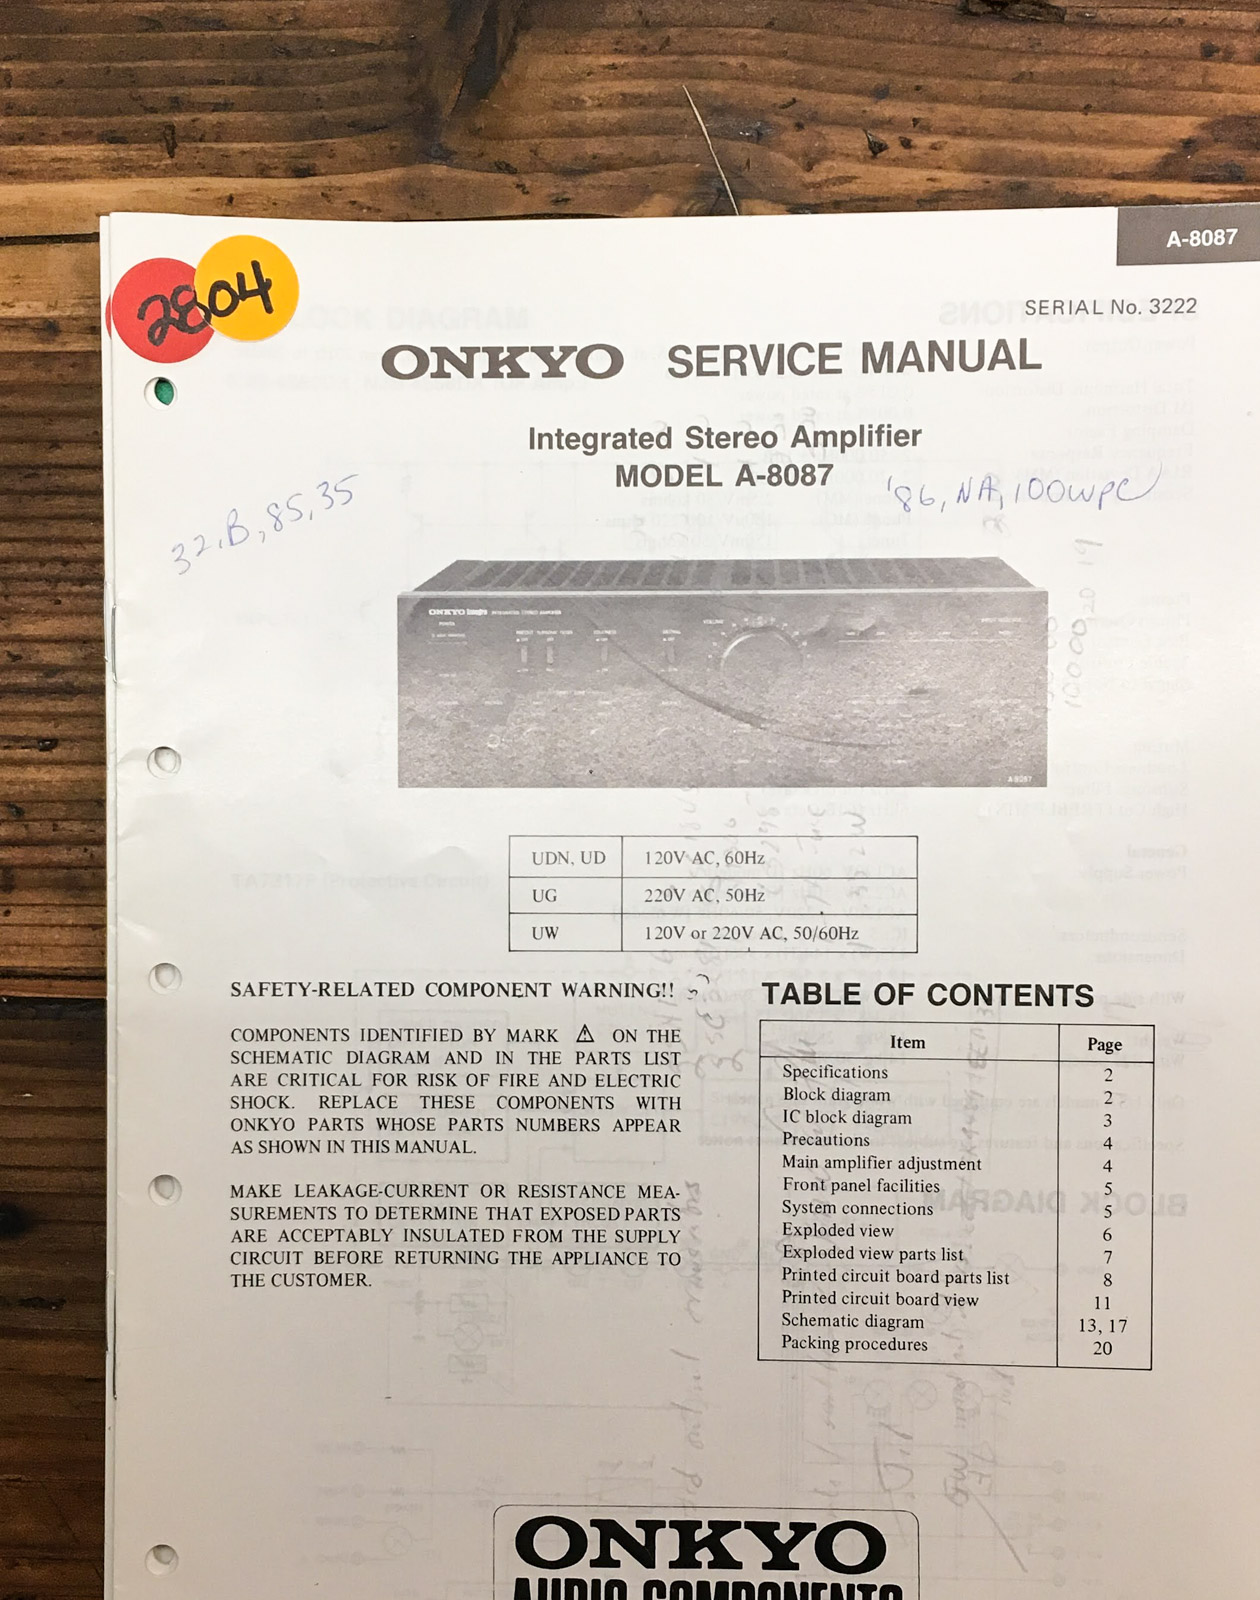 A-8087
2804
SERIAL No. 3222
ONKYO SERVICE MANUAL
Integrated Stereo Amplifier
MODEL A-8087
32, B, 85, 35
'86, NA, 100WPC
ONKYO
VOLUME
A-8087
UDN, UD 120V AC, 60Hz
UG 220V AC, 50Hz
UW 120V or 220V AC, 50/60Hz
SAFETY-RELATED COMPONENT WARNING!!
COMPONENTS IDENTIFIED BY MARK ⚠ ON THE
SCHEMATIC DIAGRAM AND IN THE PARTS LIST
ARE CRITICAL FOR RISK OF FIRE AND ELECTRIC
SHOCK. REPLACE THESE COMPONENTS WITH
ONKYO PARTS WHOSE PARTS NUMBERS APPEAR
AS SHOWN IN THIS MANUAL.
MAKE LEAKAGE-CURRENT OR RESISTANCE MEA-
SUREMENTS TO DETERMINE THAT EXPOSED PARTS
ARE ACCEPTABLY INSULATED FROM THE SUPPLY
CIRCUIT BEFORE RETURNING THE APPLIANCE TO
THE CUSTOMER.
TABLE OF CONTENTS
Item Page
Specifications 2
Block diagram 2
IC block diagram 3
Precautions 4
Main amplifier adjustment 4
Front panel facilities 5
System connections 5
Exploded view 6
Exploded view parts list 7
Printed circuit board parts list 8
Printed circuit board view 11
Schematic diagram 13, 17
Packing procedures 20
ONKYO
AUDIO COMPONENTS